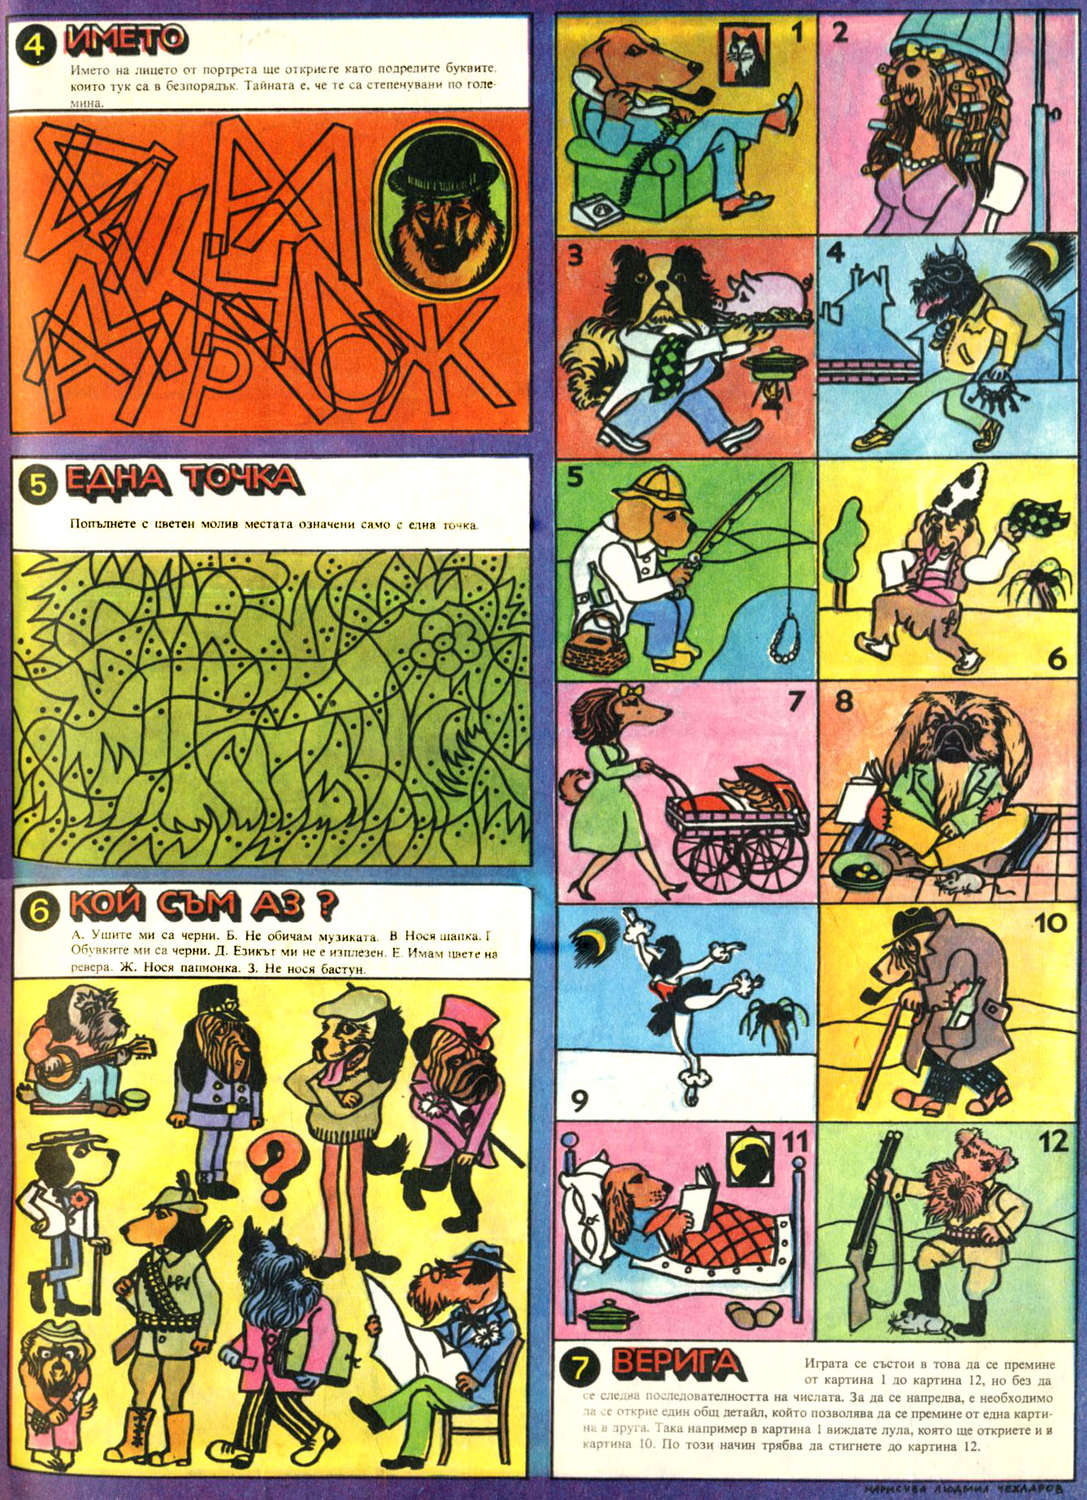 4 ИМЕТО
Името на лицето от портрета ще откриете като подредите буквите,
които тук са в безпорядък. Тайната е, че те са степенувани по голе-
мина.
5 ЕДНА ТОЧКА
Попълнете с цветен молив местата означени само с една точка.
6 КОЙ СЪМ АЗ ?
А. Ушите ми са черни. Б. Не обичам музиката. В. Нося шапка. Г
Обувките ми са черни. Д. Езикът ми не е изплезен. Е. Имам цвете на
ревера. Ж. Нося папионка. З. Не нося бастун.
?
1
2
3
4
5
6
7
8
9
10
11
12
7 ВЕРИГА
Играта се състои в това да се премине
от картина 1 до картина 12, но без да
се следва последователността на числата. За да се напредва, е необходимо
да се открие един общ детайл, който позволява да се премине от една карти-
на в друга. Така например в картина 1 виждате лула, която ще откриете и в
картина 10. По този начин трябва да стигнете до картина 12.
НАРИСУВА ЛЮДМИЛ ЧЕХЛАРОВ